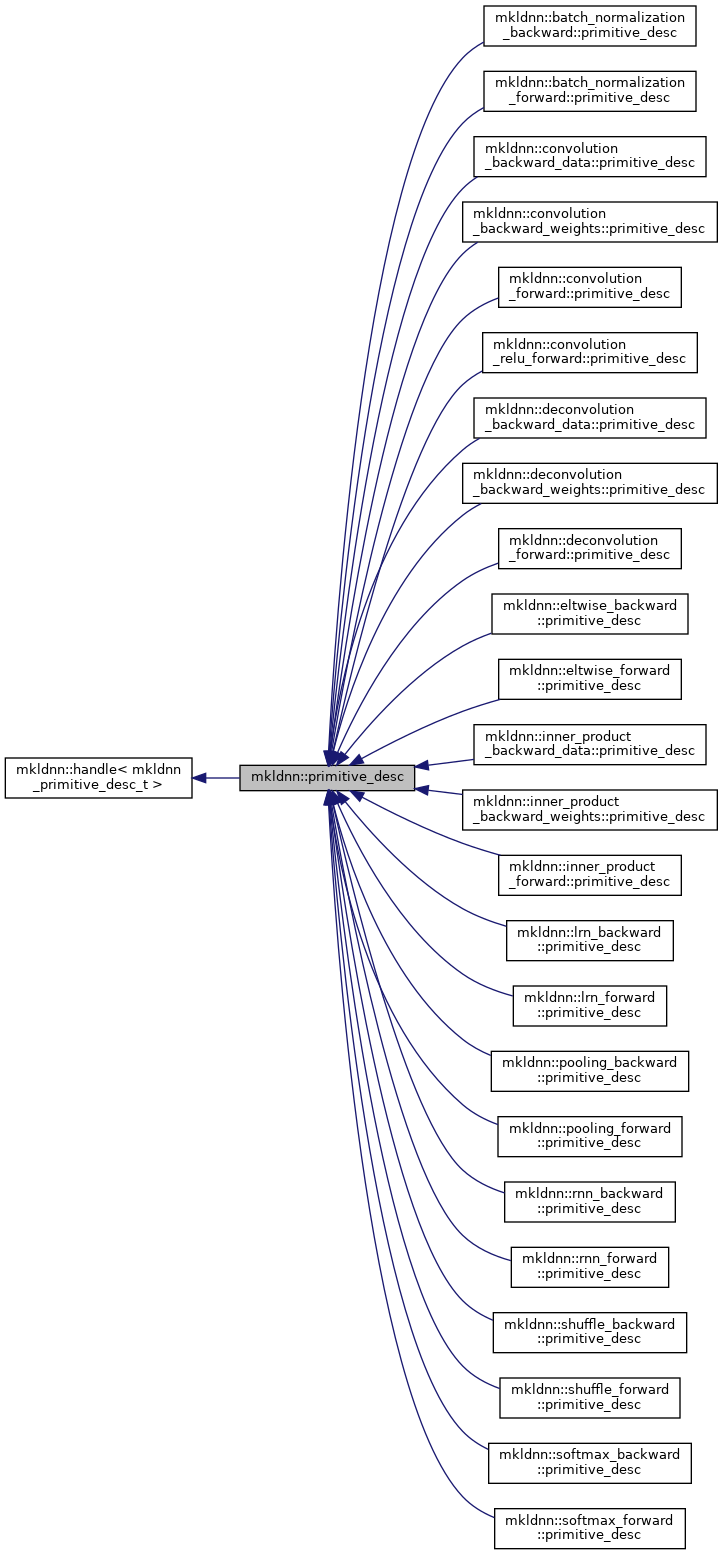 mkldnn::batch_normalization
_backward::primitive_desc
mkldnn::batch_normalization
_forward::primitive_desc
mkldnn::convolution
_backward_data::primitive_desc
mkldnn::convolution
_backward_weights::primitive_desc
mkldnn::convolution
_forward::primitive_desc
mkldnn::convolution
_relu_forward::primitive_desc
mkldnn::deconvolution
_backward_data::primitive_desc
mkldnn::deconvolution
_backward_weights::primitive_desc
mkldnn::deconvolution
_forward::primitive_desc
mkldnn::eltwise_backward
::primitive_desc
mkldnn::eltwise_forward
::primitive_desc
mkldnn::inner_product
_backward_data::primitive_desc
mkldnn::handle< mkldnn
_primitive_desc_t >
mkldnn::primitive_desc
mkldnn::inner_product
_backward_weights::primitive_desc
mkldnn::inner_product
_forward::primitive_desc
mkldnn::lrn_backward
::primitive_desc
mkldnn::lrn_forward
::primitive_desc
mkldnn::pooling_backward
::primitive_desc
mkldnn::pooling_forward
::primitive_desc
mkldnn::rnn_backward
::primitive_desc
mkldnn::rnn_forward
::primitive_desc
mkldnn::shuffle_backward
::primitive_desc
mkldnn::shuffle_forward
::primitive_desc
mkldnn::softmax_backward
::primitive_desc
mkldnn::softmax_forward
::primitive_desc